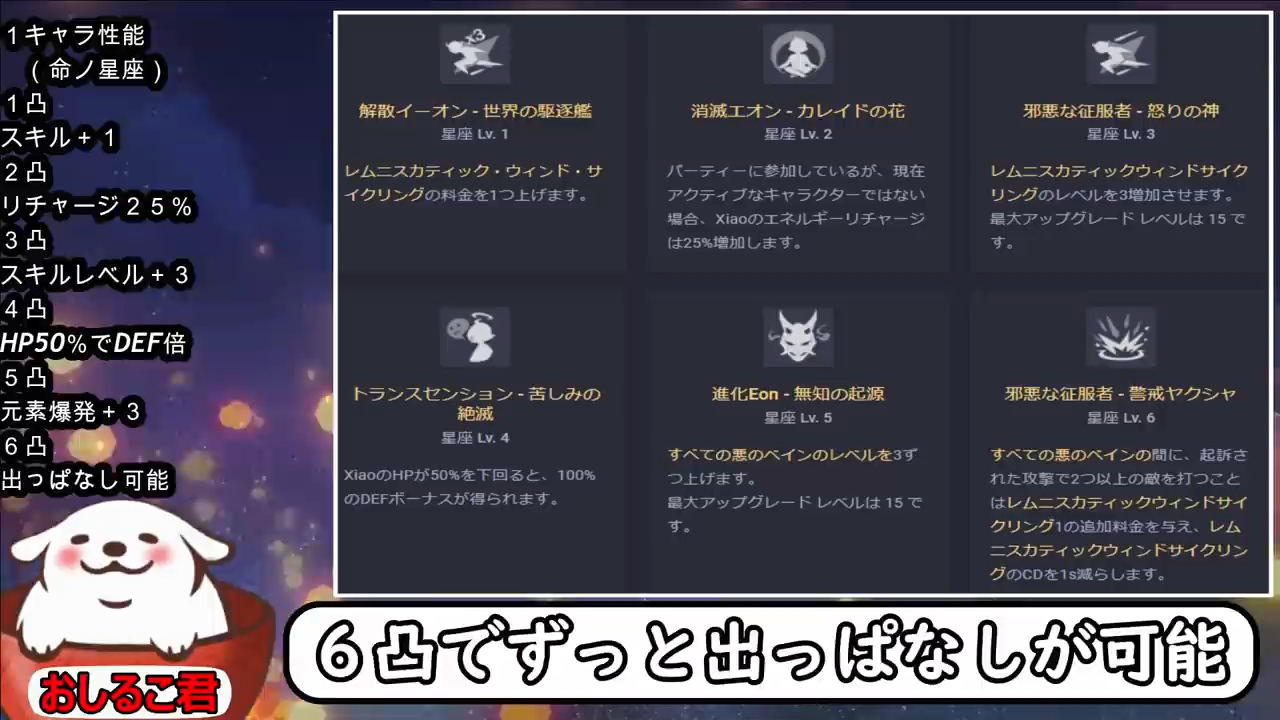 1キャラ性能
(命ノ星座)
1凸
スキル+1
2凸
リチャージ25%
3凸
スキルレベル+3
4凸
HP50%でDEF倍
5凸
元素爆発+3
6凸
出っぱなし可能
おしるこ君
x3
解散イーオン - 世界の駆逐艦
星座 Lv. 1
レムニスカティック・ウィンド・サ
イクリングの料金を1つ上げます。
消滅エオン - カレイドの花
星座 Lv. 2
パーティーに参加しているが、現在
アクティブなキャラクターではない
場合、Xiaoのエネルギーリチャージ
は25%増加します。
邪悪な征服者 - 怒りの神
星座 Lv. 3
レムニスカティックウィンドサイク
リングのレベルを3増加させます。
最大アップグレード レベルは 15 で
す。
トランスセンション - 苦しみの
絶滅
星座 Lv. 4
XiaoのHPが50%を下回ると、100%
のDEFボーナスが得られます。
進化Eon - 無知の起源
星座 Lv. 5
すべての悪のベインのレベルを3ず
つ上げます。
最大アップグレード レベルは 15 で
す。
邪悪な征服者 - 警戒ヤクシャ
星座 Lv. 6
すべての悪のベインの間に、起訴さ
れた攻撃で2つ以上の敵を打つこと
はレムニスカティックウィンドサイ
クリング1の追加料金を与え、レム
ニスカティックウィンドサイクリン
グのCDを1s減らします。
6凸でずっと出っぱなしが可能